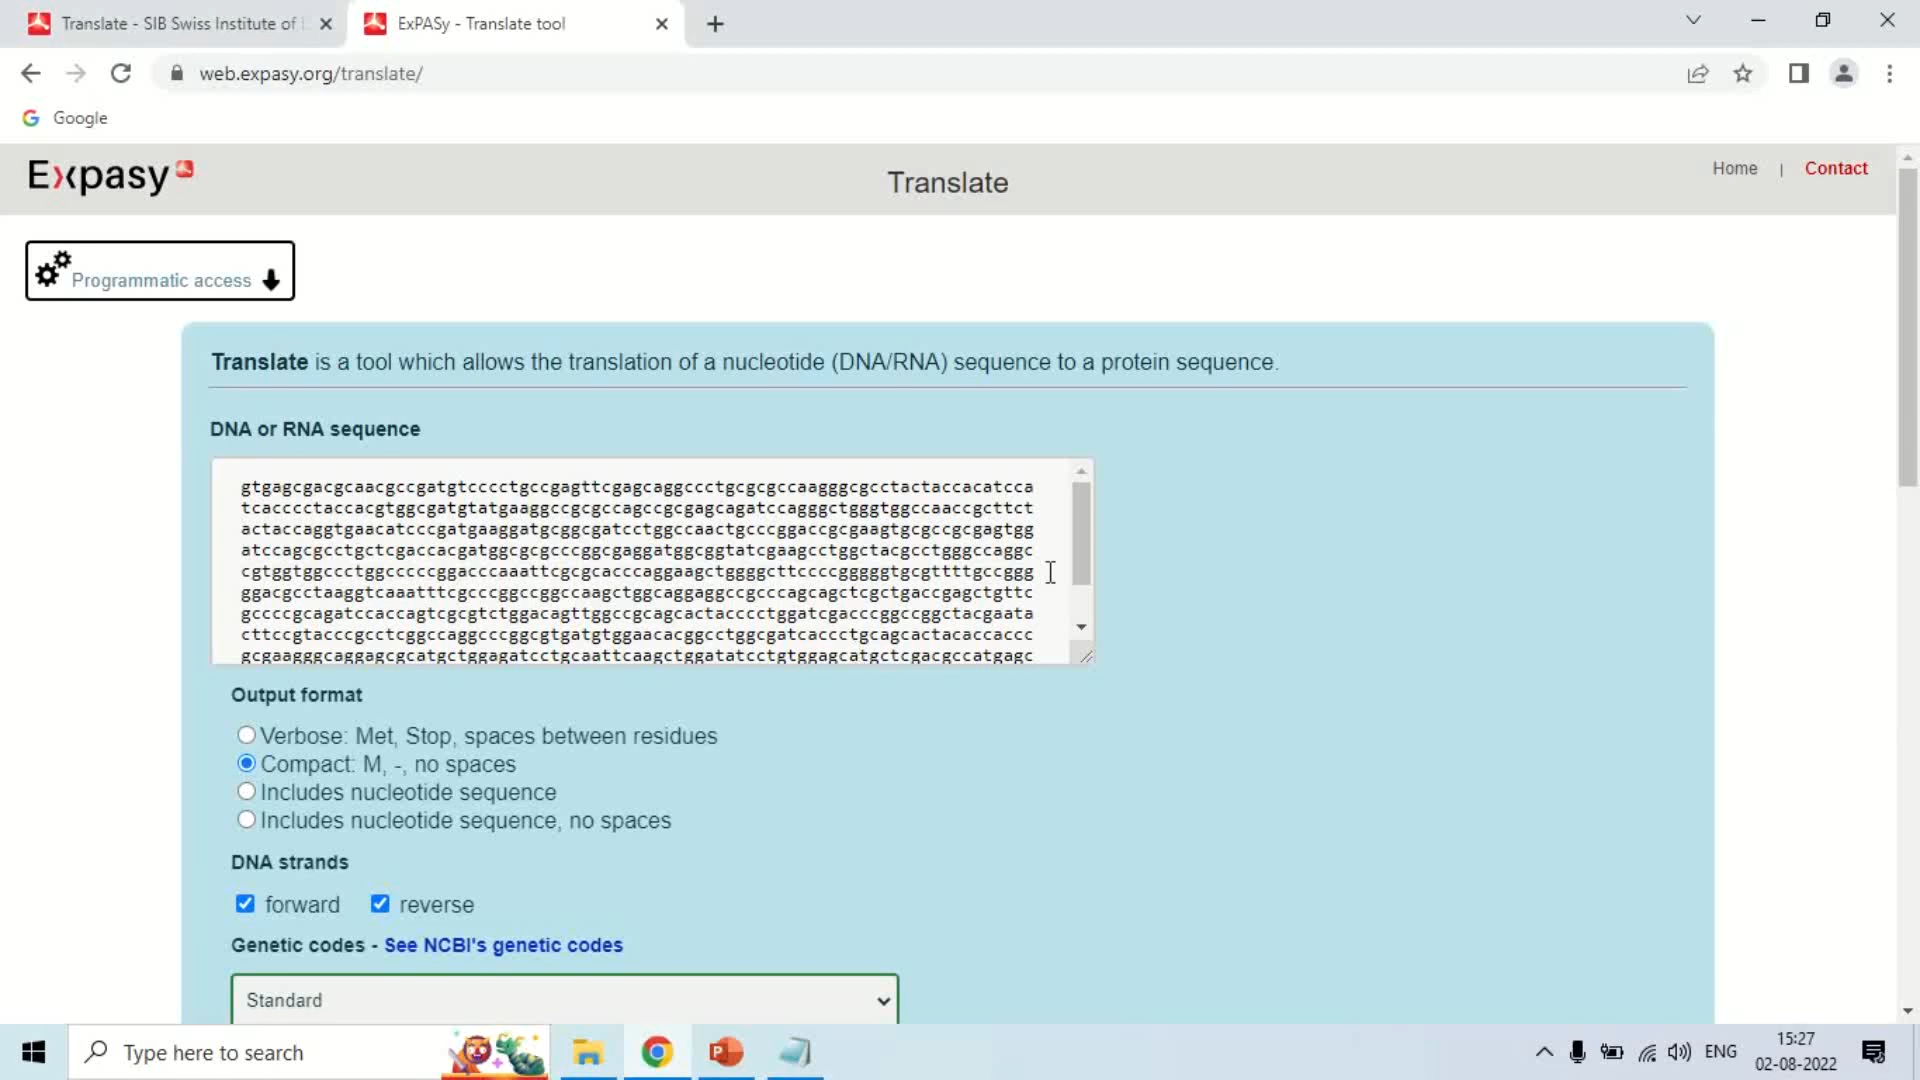 Translate - SIB Swiss Institute of
ExPASy - Translate tool
web.expasy.org/translate/
Google
Expasy
Translate
Home | Contact
Programmatic access
Translate is a tool which allows the translation of a nucleotide (DNA/RNA) sequence to a protein sequence.
DNA or RNA sequence
gtgagcgacgcaacgccgatgtcccctgccgagttcgagcaggccctgcgcgccaagggcgcctactaccacatcca
tcacccctaccacgtggcgatgtatgaaggccgcgccagccgcgagcagatccagggctgggtggccaaccgcttct
actaccaggtgaacatcccgatgaaggatgcggcgatcctggccaactgcccggaccgcgaagtgcgccgcgagtgg
atccagcgcctgctcgaccacgatggcgcgcccggcgaggatggcggtatcgaagcctggctacgcctgggccaggc
cgtggtggccctggcccccggacccaaattcgcgcacccaggaagctggggcttccccgggggtgcgttttgccggg
ggacgcctaaggtcaaatttcgcccggccggccaagctggcaggaggccgcccagcagctcgctgaccgagctgttc
gccccgcagatccaccagtcgcgtctggacagttggccgcagcactacccctggatcgacccggccggctacgaata
cttccgtacccgcctcggccaggcccggcgtgatgtggaacacggcctggcgatcaccctgcagcactacaccaccc
gcgaagggcaggagcgcatgctggagatcctgcaattcaagctggatatcctgtggagcatgctcgacgccatgagc
Output format
Verbose: Met, Stop, spaces between residues
Compact: M, -, no spaces
Includes nucleotide sequence
Includes nucleotide sequence, no spaces
DNA strands
forward reverse
Genetic codes - See NCBI's genetic codes
Standard
Type here to search
ENG
15:27
02-08-2022